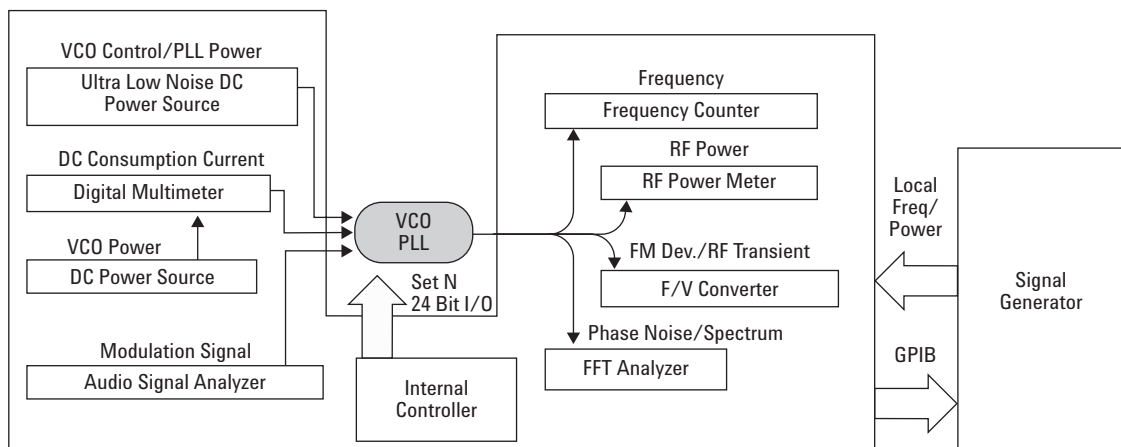 VCO Control/PLL Power
Ultra Low Noise DC
Power Source
DC Consumption Current
Digital Multimeter
VCO Power
DC Power Source
Modulation Signal
Audio Signal Analyzer
VCO
PLL
Set N
24 Bit I/O
Internal
Controller
Frequency
Frequency Counter
RF Power
RF Power Meter
FM Dev./RF Transient
F/V Converter
Phase Noise/Spectrum
FFT Analyzer
Local
Freq/
Power
GPIB
Signal
Generator